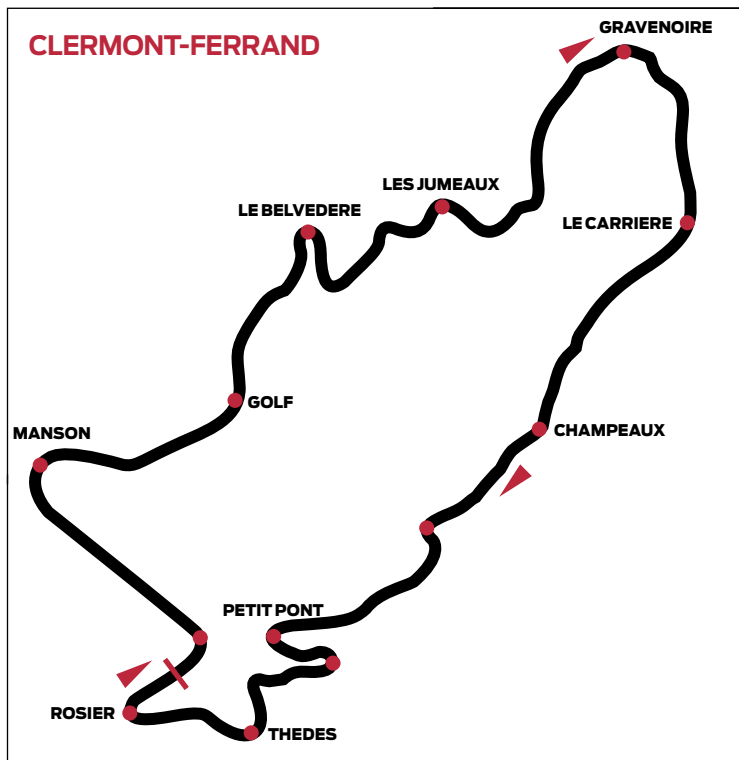 CLERMONT-FERRAND
GRAVENOIRE
LES JUMEAUX
LE BELVEDERE
LE CARRIERE
GOLF
MANSON
CHAMPEAUX
PETIT PONT
ROSIER
THEDES